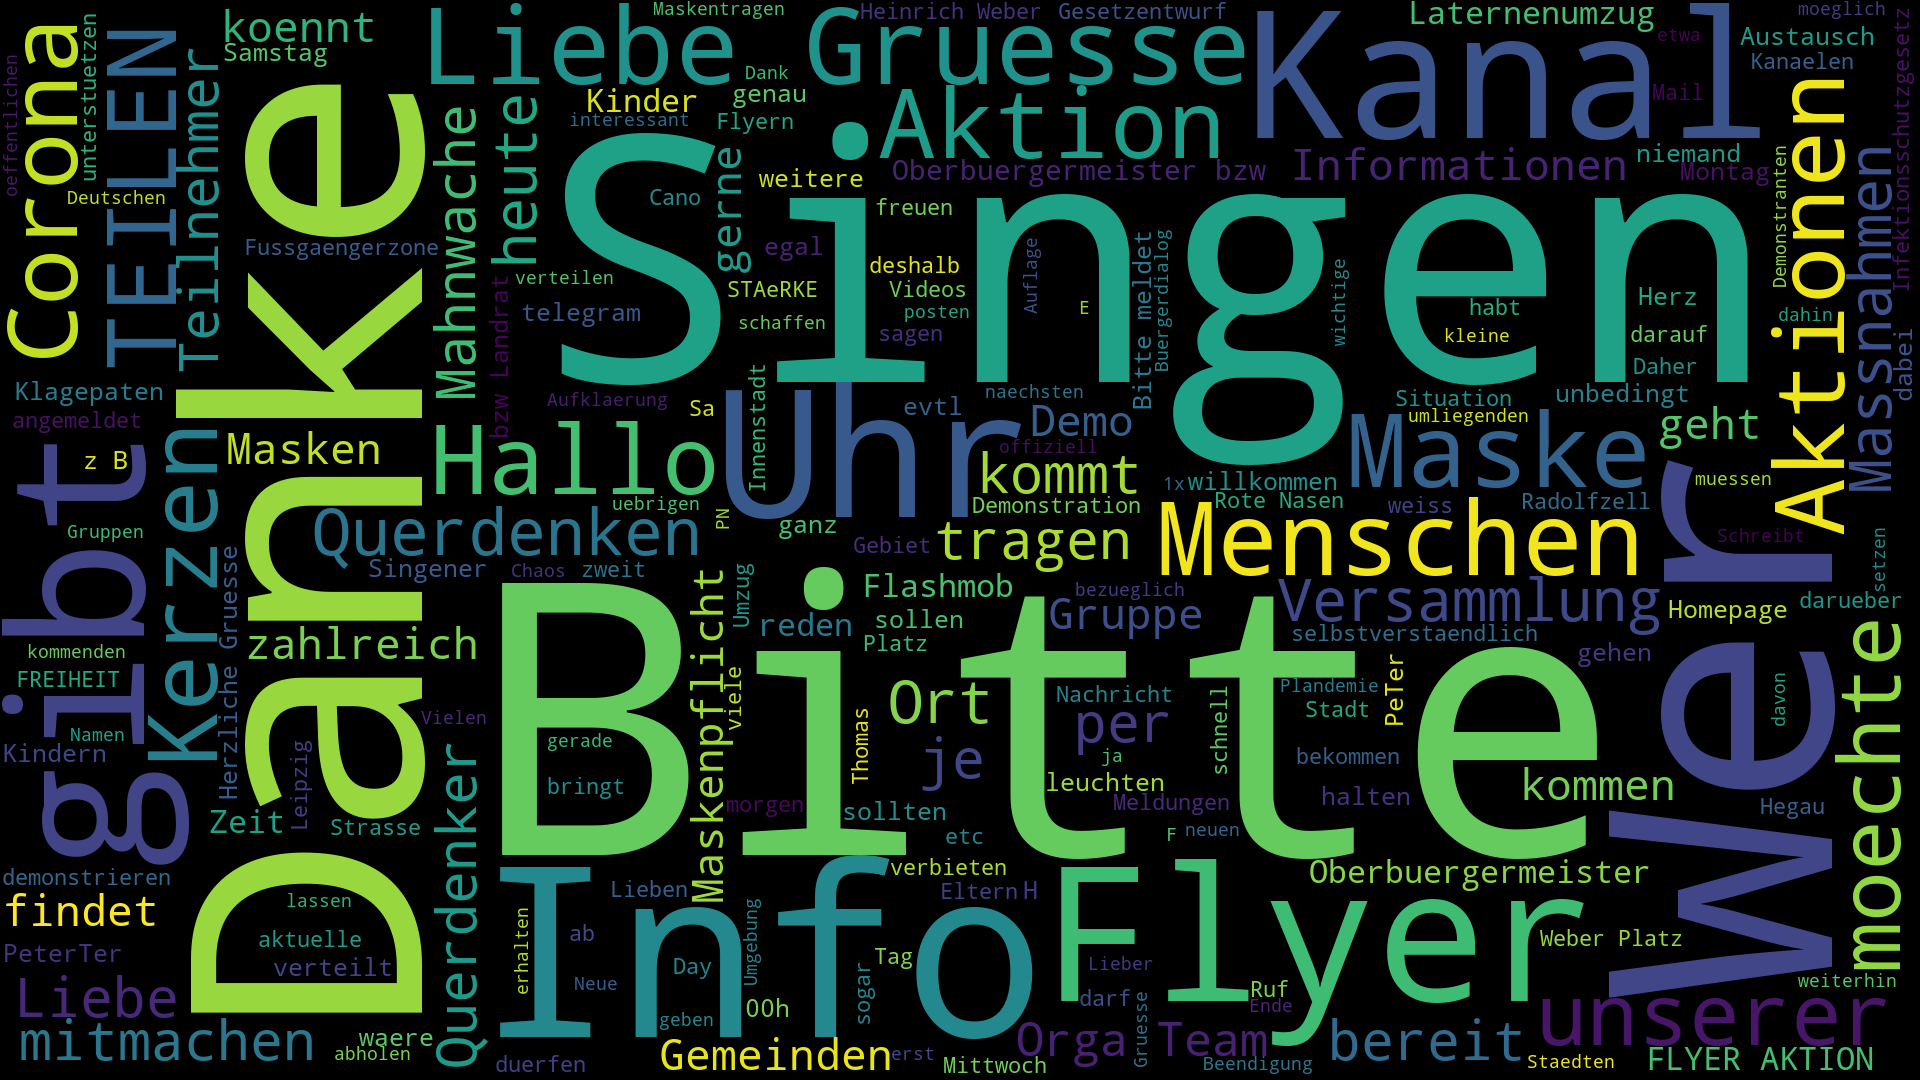 Maskentragen
Heinrich Weber
Gesetzentwurf
Laternenumzug
moeglich
koennt
Liebe
Gruesse
Kanal
etwa
Austausch
Kanaelen
Samstag
Corona
TEILEN
oeffentlichen
unterstuetzen
Teilnehmer
Danke
Dank
Kinder
genau
interessant
Flyern
Aktion
Mail
Mahnwache
heute
gerne
Singen
Oberbuergermeister bzw
Informationen
niemand
Montag
Aktionen
Massnahmen
Infektionsschutzgesetz
Demonstranten
Deutschen
Cano
weitere
freuen
Fussgaengerzone
egal
deshalb
Auflage
Bitte meldet
Buergerdialog
wichtige
verteilen
STAeRKE
Videos
E
habt
Herz
telegram
schaffen
posten
sagen
kleine
darauf
dahin
dabei
bzw Landrat
Daher
Klagepaten
angemeldet
Aufklaerung
Sa
Innenstadt
Uhr
evtl
naechsten
Demo
Situation
umliegenden
unbedingt
geht
gibt
z B
Kerzen
Masken
Hallo
offiziell
kommt
Maske
1x
willkommen
muessen
Gruppen
uebrigen
PN
Demonstration
Rote Nasen
weiss
Radolfzell
Querdenken
ganz
Gebiet
tragen
Menschen
Schreibt
Wer
setzen
Singener
Chaos
zweit
Herzliche Gruesse
Maskenpflicht
Umzug
Bitte
Flashmob
bezueglich
Gruppe
Versammlung
Homepage
darueber
zahlreich
reden
sollen
Platz
selbstverstaendlich
gehen
kommenden
FREIHEIT
viele
Ort
Nachricht
Plandemie
PeTer
Stadt
davon
moechte
Vielen
Namen
Kindern
Leipzig
gerade
Thomas
je
per
ja
schnell
bekommen
bringt
leuchten
kommen
Zeit
Strasse
Querdenker
morgen
sollten
Meldungen
halten
Hegau
etc
F
neuen
demonstrieren
findet
lassen
Info
Lieben
verbieten
Eltern
H
Flyer
Oberbuergermeister
aktuelle
verteilt
erhalten
ab
Umgebung
Weber Platz
PeterTer
Neue
Day
Tag
Lieber
weiterhin
Liebe
sogar
darf
Ruf
Ende
unserer
mitmachen
waere
abholen
geben
00h
Gruesse
Orga Team
bereit
duerfen
Gemeinden
erst
Mittwoch
Beendigung
Staedten
FLYER AKTION